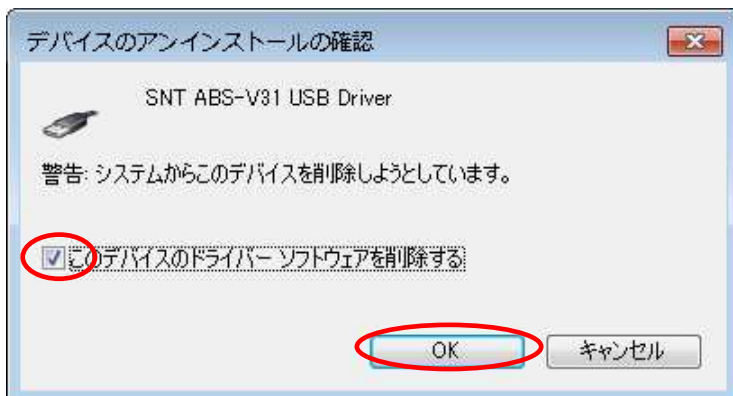 デバイスのアンインストールの確認
SNT ABS-V31 USB Driver
警告: システムからこのデバイスを削除しようとしています。
このデバイスのドライバー ソフトウェアを削除する
OK
キャンセル